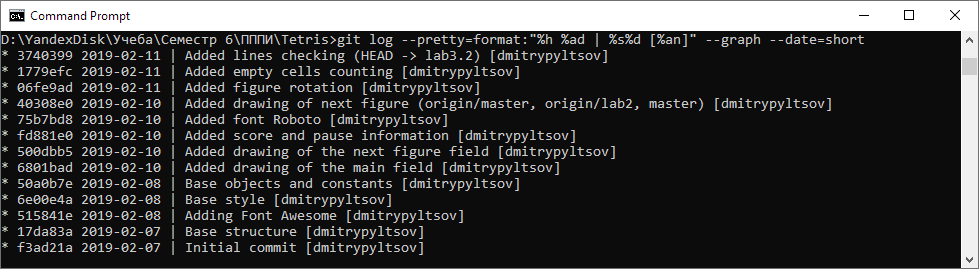 Command Prompt
D:\YandexDisk\Учеба\Семестр 6\ПППИ\Tetris>git log --pretty=format:"%h %ad | %s%d [%an]" --graph --date=short
* 3740399 2019-02-11 | Added lines checking (HEAD -> lab3.2) [dmitrypyltsov]
* 1779efc 2019-02-11 | Added empty cells counting [dmitrypyltsov]
* 06fe9ad 2019-02-11 | Added figure rotation [dmitrypyltsov]
* 40308e0 2019-02-10 | Added drawing of next figure (origin/master, origin/lab2, master) [dmitrypyltsov]
* 75b7bd8 2019-02-10 | Added font Roboto [dmitrypyltsov]
* fd881e0 2019-02-10 | Added score and pause information [dmitrypyltsov]
* 500dbb5 2019-02-10 | Added drawing of the next figure field [dmitrypyltsov]
* 6801bad 2019-02-10 | Added drawing of the main field [dmitrypyltsov]
* 50a0b7e 2019-02-08 | Base objects and constants [dmitrypyltsov]
* 6e00e4a 2019-02-08 | Base style [dmitrypyltsov]
* 515841e 2019-02-08 | Adding Font Awesome [dmitrypyltsov]
* 17da83a 2019-02-07 | Base structure [dmitrypyltsov]
* f3ad21a 2019-02-07 | Initial commit [dmitrypyltsov]